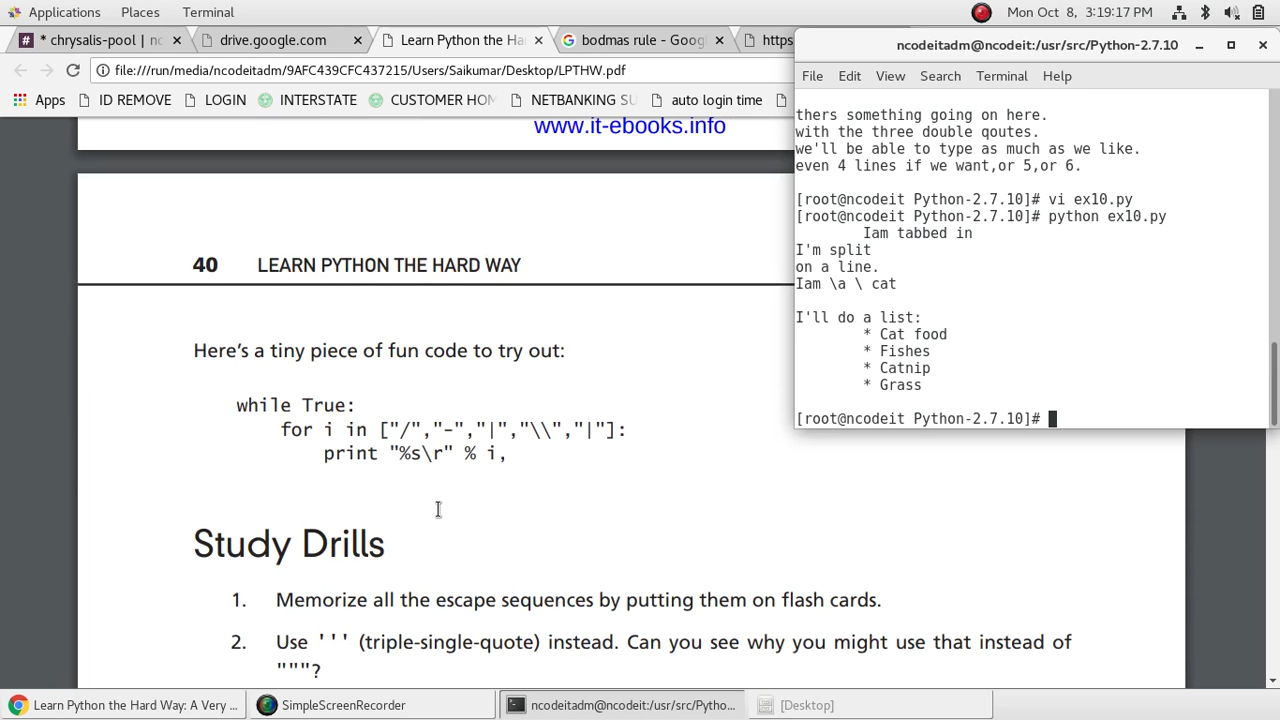 Applications Places Terminal Mon Oct 8, 3:19:17 PM
* chrysalis-pool | nc × drive.google.com × Learn Python the Ha × bodmas rule - Goog × https
file:///run/media/ncodeitadm/9AFC439CFC437215/Users/Saikumar/Desktop/LPTHW.pdf
Apps ID REMOVE LOGIN INTERSTATE CUSTOMER HOM NETBANKING SU auto login time
www.it-ebooks.info
40 LEARN PYTHON THE HARD WAY
Here’s a tiny piece of fun code to try out:
while True:
for i in ["/","-","|","\\","|"]:
print "%s\r" % i,
Study Drills
1. Memorize all the escape sequences by putting them on flash cards.
2. Use ''' (triple-single-quote) instead. Can you see why you might use that instead of
"""?
ncodeitadm@ncodeit:/usr/src/Python-2.7.10
File Edit View Search Terminal Help
thers something going on here.
with the three double qoutes.
we'll be able to type as much as we like.
even 4 lines if we want,or 5,or 6.
[root@ncodeit Python-2.7.10]# vi ex10.py
[root@ncodeit Python-2.7.10]# python ex10.py
Iam tabbed in
I'm split
on a line.
Iam \a \ cat
I'll do a list:
* Cat food
* Fishes
* Catnip
* Grass
[root@ncodeit Python-2.7.10]#
Learn Python the Hard Way: A Very ... SimpleScreenRecorder ncodeitadm@ncodeit:/usr/src/Pytho... [Desktop]